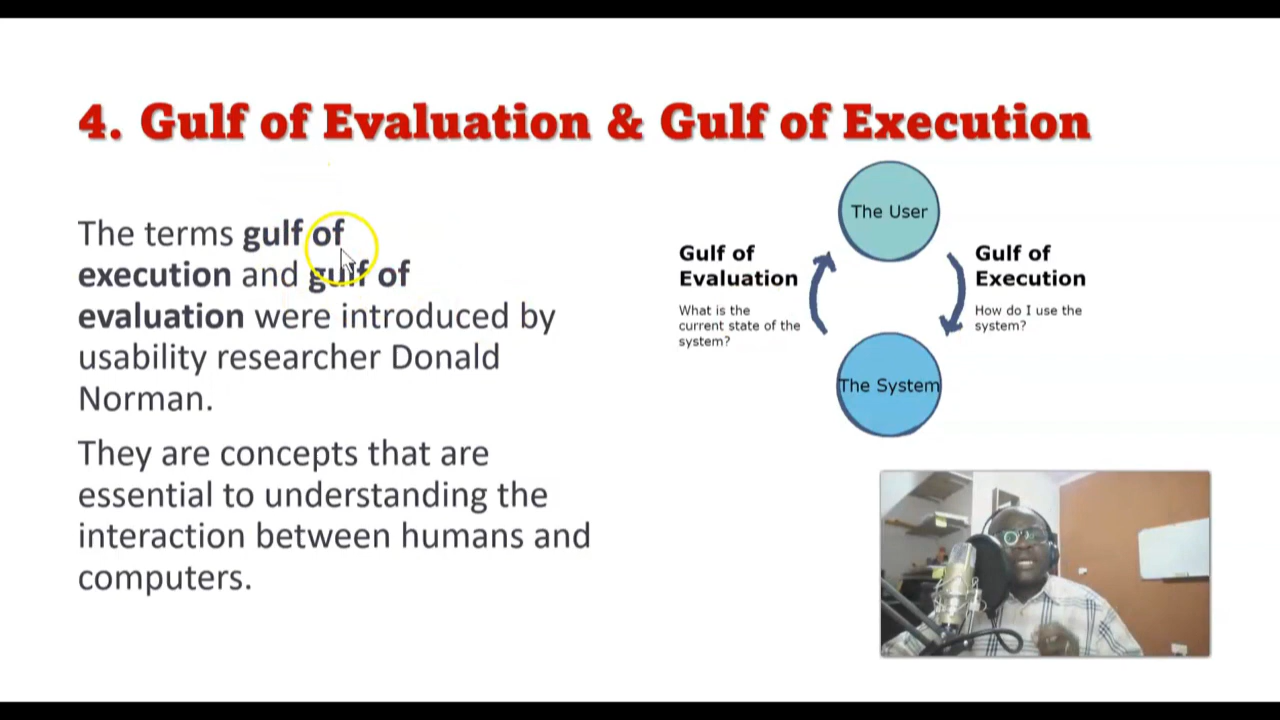 4. Gulf of Evaluation & Gulf of Execution
The terms gulf of
execution and gulf of
evaluation were introduced by
usability researcher Donald
Norman.
They are concepts that are
essential to understanding the
interaction between humans and
computers.
The User
Gulf of
Evaluation
What is the
current state of the
system?
Gulf of
Execution
How do I use the
system?
The System